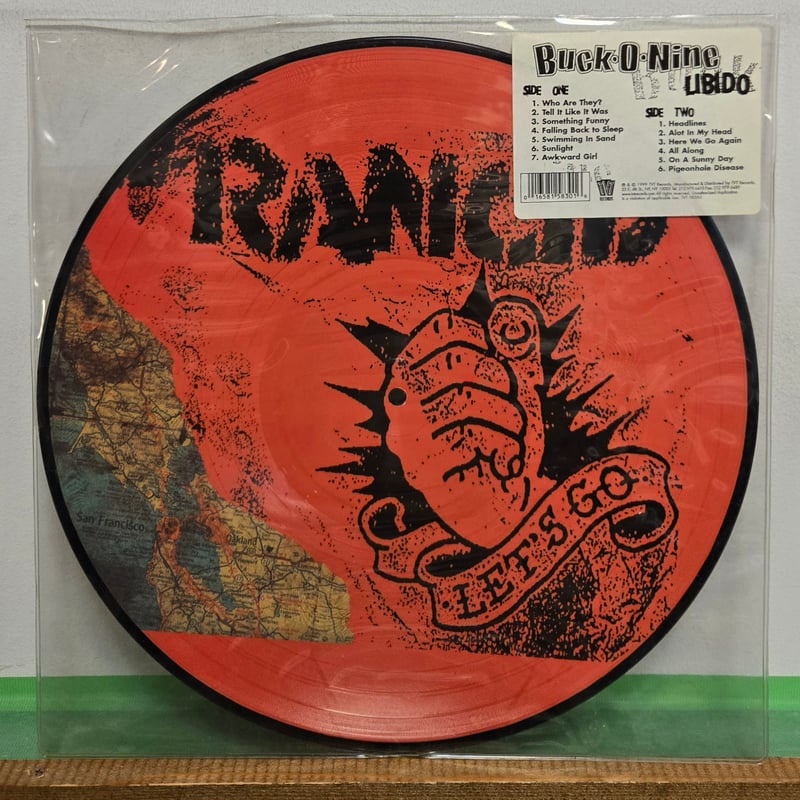 Buck·O·Nine
LIBIDO
SIDE ONE
1. Who Are They?
2. Tell It Like It Was
3. Something Funny
4. Falling Back to Sleep
5. Swimming In Sand
6. Sunlight
7. Awkward Girl
SIDE TWO
1. Headlines
2. Alot In My Head
3. Here We Go Again
4. All Along
5. On A Sunny Day
6. Pigeonhole Disease
RECORDS
RANCID
LET'S GO
San Francisco
Oakland